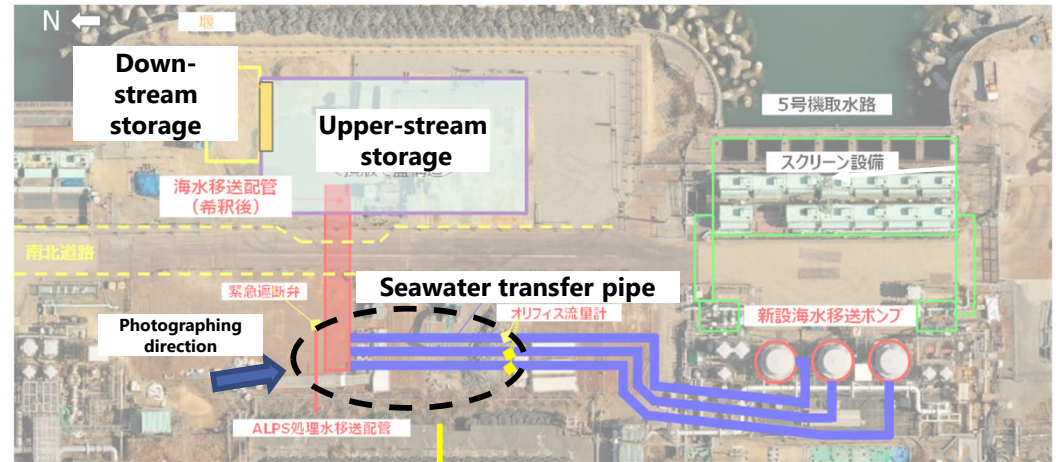 N
堰
Down-
stream
storage
Upper-stream
storage
5号機取水路
スクリーン設備
海水移送配管
（希釈後）
南北道路
緊急遮断弁
Seawater transfer pipe
オリフィス流量計
新設海水移送ポンプ
Photographing
direction
ALPS処理水移送配管